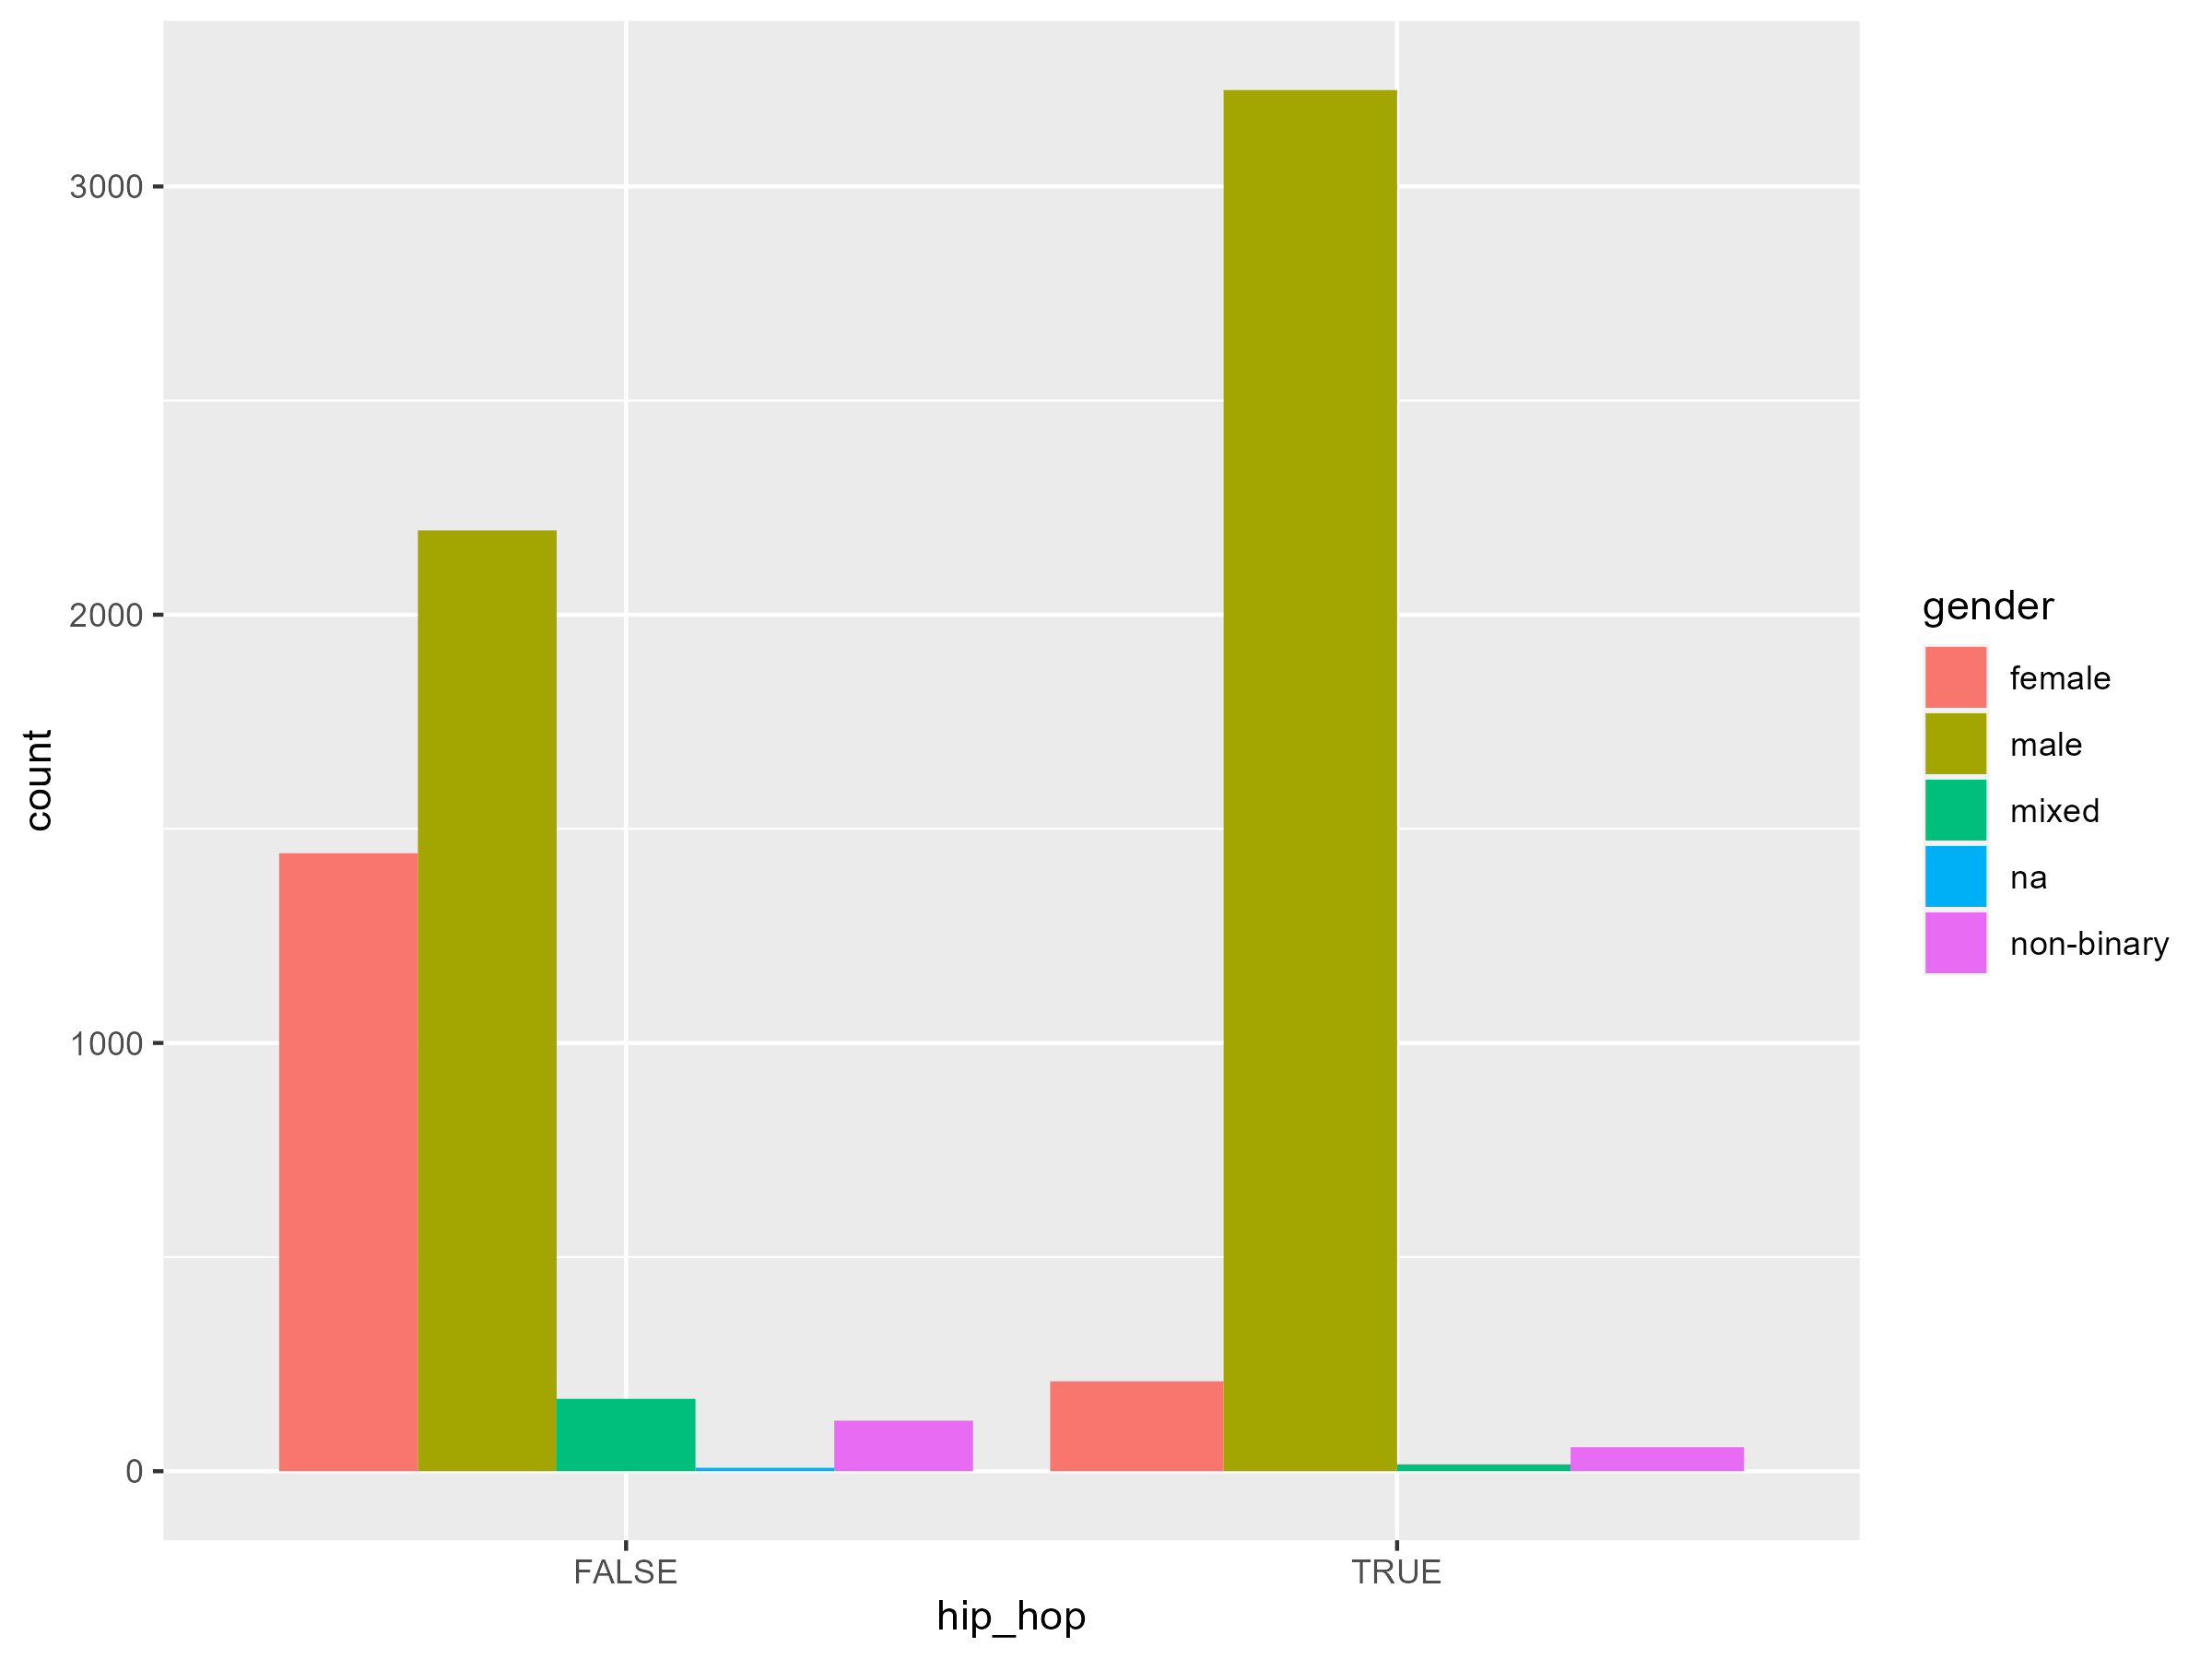 3000
2000
1000
0
count
FALSE
TRUE
hip_hop
gender
female
male
mixed
na
non-binary